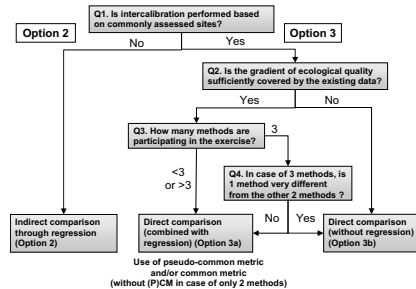 Q1. Is intercalibration performed based
on commonly assessed sites?
Option 2
Option 3
No
Yes
Q2. Is the gradient of ecological quality
sufficiently covered by the existing data?
Yes
No
Q3. How many methods are
participating in the exercise?
3
<3
or >3
Q4. In case of 3 methods, is
1 method very different
from the other 2 methods ?
No
Yes
Indirect comparison
through regression
(Option 2)
Direct comparison
(combined with
regression) (Option 3a)
Direct comparison
(without regression)
(Option 3b)
Use of pseudo-common metric
and/or common metric
(without (P)CM in case of only 2 methods)